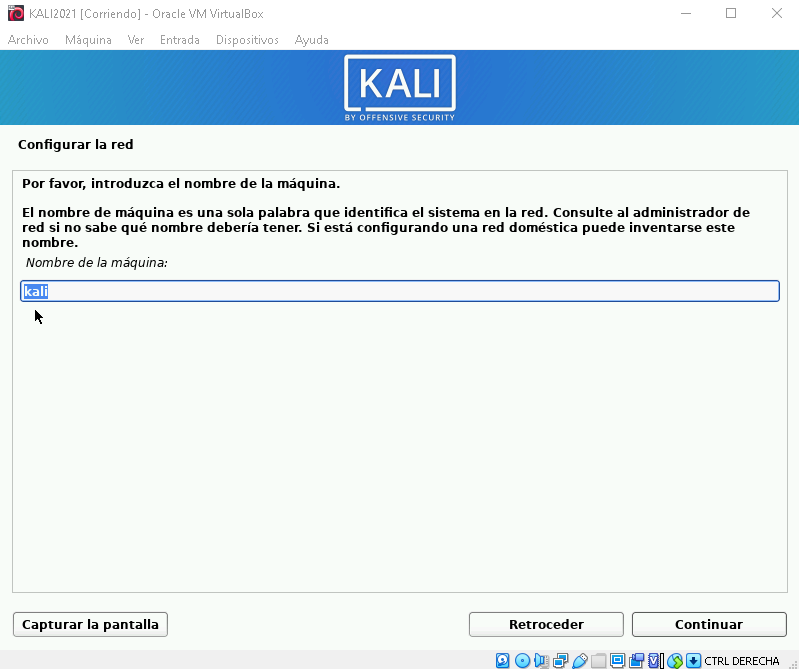 KALI2021 [Corriendo] - Oracle VM VirtualBox
Archivo Máquina Ver Entrada Dispositivos Ayuda
KALI
BY OFFENSIVE SECURITY
Configurar la red
Por favor, introduzca el nombre de la máquina.
El nombre de máquina es una sola palabra que identifica el sistema en la red. Consulte al administrador de
red si no sabe qué nombre debería tener. Si está configurando una red doméstica puede inventarse este
nombre.
Nombre de la máquina:
kali
Capturar la pantalla Retroceder Continuar
CTRL DERECHA